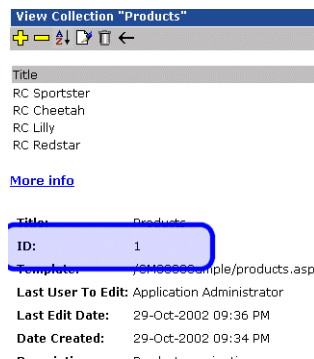 View Collection "Products"
Title
RC Sportster
RC Cheetah
RC Lilly
RC Redstar
More info
Title: Products
ID: 1
Template: products.asp
Last User To Edit: Application Administrator
Last Edit Date: 29-Oct-2002 09:36 PM
Date Created: 29-Oct-2002 09:34 PM